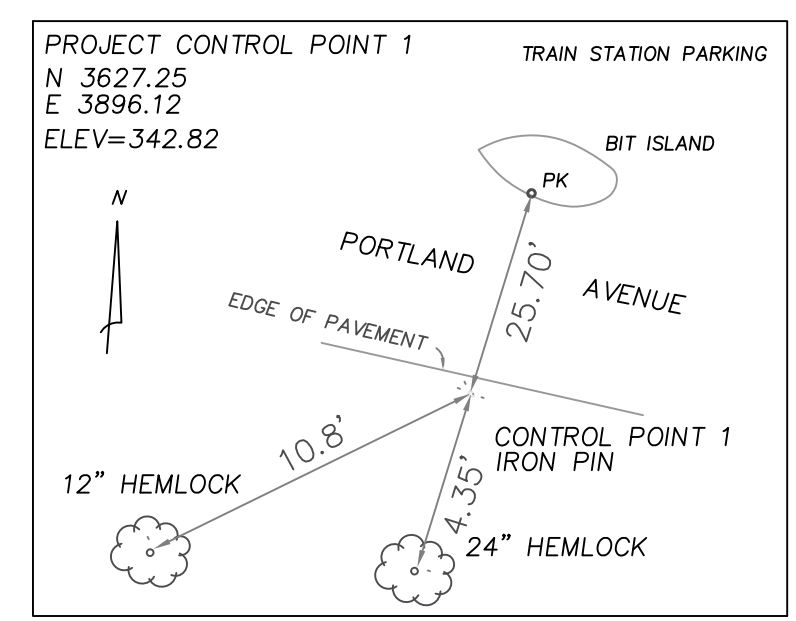 PROJECT CONTROL POINT 1
N 3627.25
E 3896.12
ELEV=342.82
TRAIN STATION PARKING
BIT ISLAND
PK
N
PORTLAND
AVENUE
25.70'
EDGE OF PAVEMENT
10.8'
CONTROL POINT 1
IRON PIN
4.35'
12" HEMLOCK
24" HEMLOCK